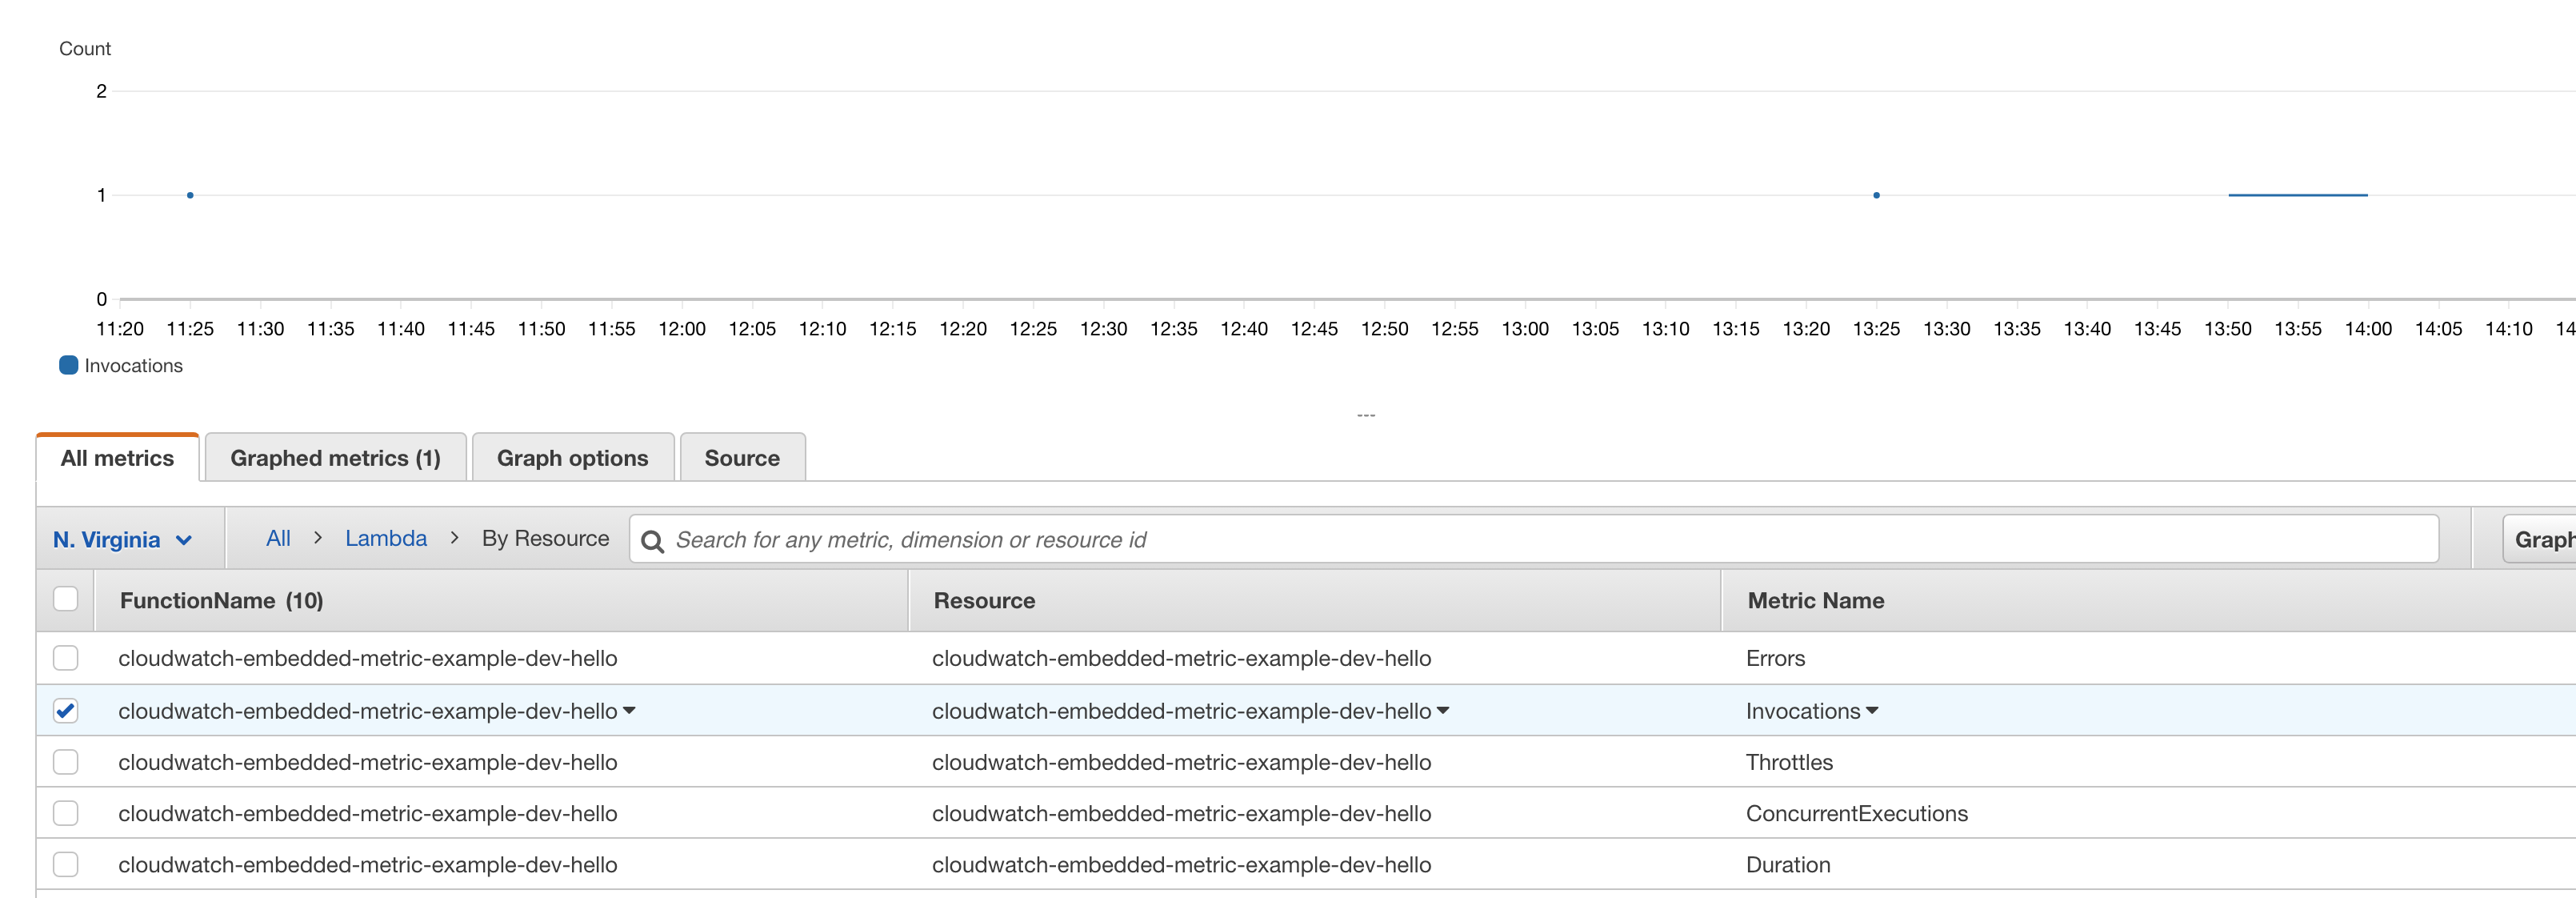 Count
2
1
0
11:20 11:25 11:30 11:35 11:40 11:45 11:50 11:55 12:00 12:05 12:10 12:15 12:20 12:25 12:30 12:35 12:40 12:45 12:50 12:55 13:00 13:05 13:10 13:15 13:20 13:25 13:30 13:35 13:40 13:45 13:50 13:55 14:00 14:05 14:10 14
Invocations
---
All metrics Graphed metrics (1) Graph options Source
N. Virginia All > Lambda > By Resource Search for any metric, dimension or resource id Graph
FunctionName (10) Resource Metric Name
cloudwatch-embedded-metric-example-dev-hello cloudwatch-embedded-metric-example-dev-hello Errors
cloudwatch-embedded-metric-example-dev-hello cloudwatch-embedded-metric-example-dev-hello Invocations
cloudwatch-embedded-metric-example-dev-hello cloudwatch-embedded-metric-example-dev-hello Throttles
cloudwatch-embedded-metric-example-dev-hello cloudwatch-embedded-metric-example-dev-hello ConcurrentExecutions
cloudwatch-embedded-metric-example-dev-hello cloudwatch-embedded-metric-example-dev-hello Duration